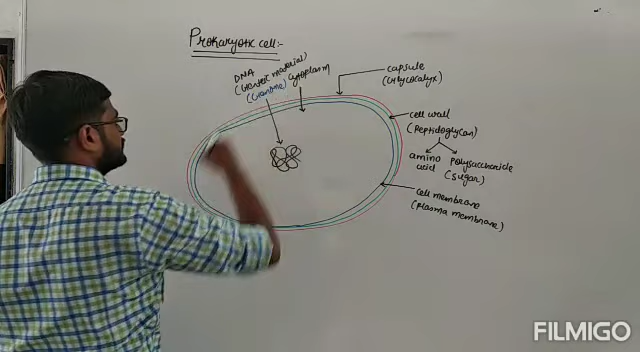 Prokaryotic cell:-
DNA
(Genetic material)
(Genome)
cytoplasm
capsule
(Glycocalyx)
cell wall
(Peptidoglycan)
amino
acid
polysaccharide
(sugar)
cell membrane
(plasma membrane)
FILMIGO